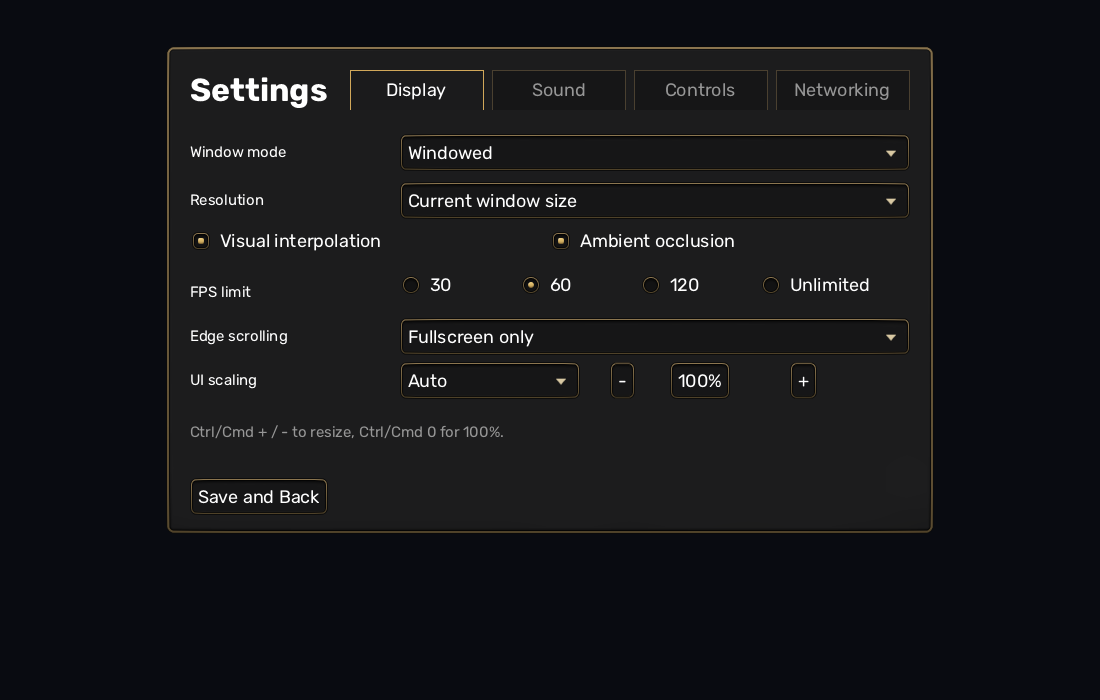 Settings Display Sound Controls Networking
Window mode Windowed
Resolution Current window size
Visual interpolation Ambient occlusion
FPS limit 30 60 120 Unlimited
Edge scrolling Fullscreen only
UI scaling Auto - 100% +
Ctrl/Cmd + / - to resize, Ctrl/Cmd 0 for 100%.
Save and Back